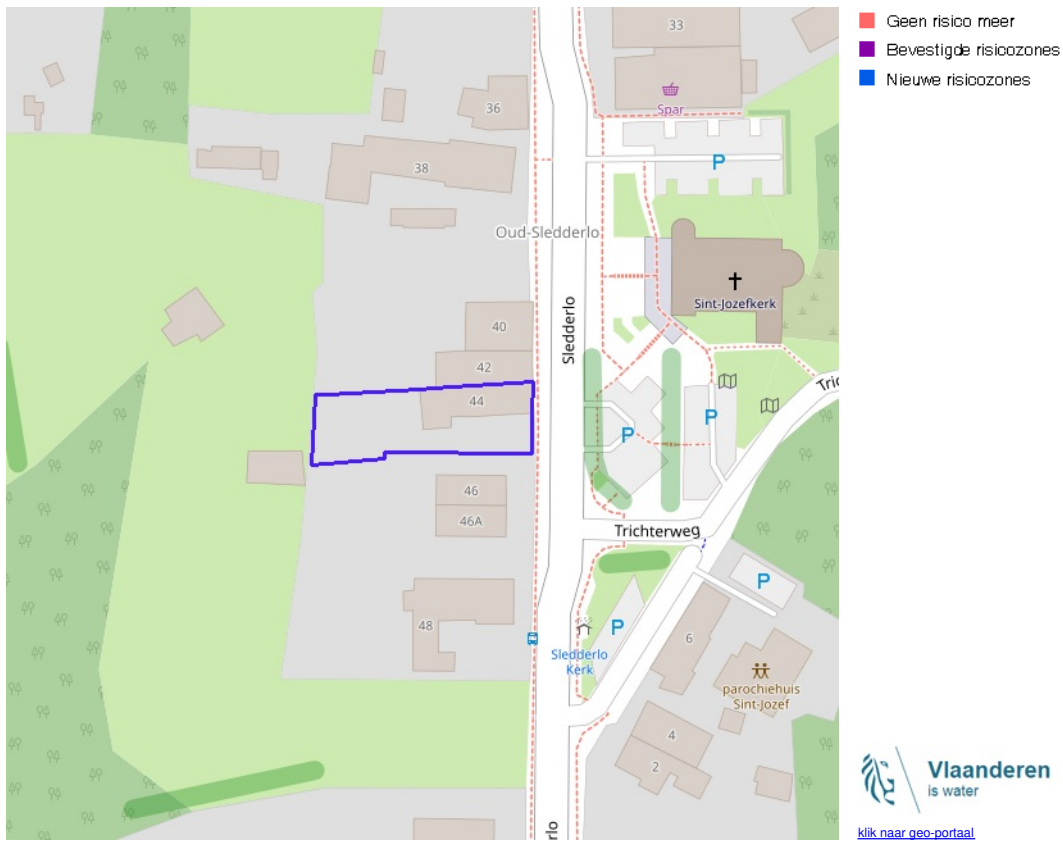 Geen risico meer
Bevestigde risicozones
Nieuwe risicozones
33
Spar
36
38
P
Oud-Sledderlo
Sint-Jozefkerk
Sledderlo
40
42
44
P
P
46
46A
Trichterweg
P
48
P
6
Sledderlo
Kerk
parochiehuis
Sint-Jozef
4
2
Vlaanderen
is water
klik naar geo-portaal